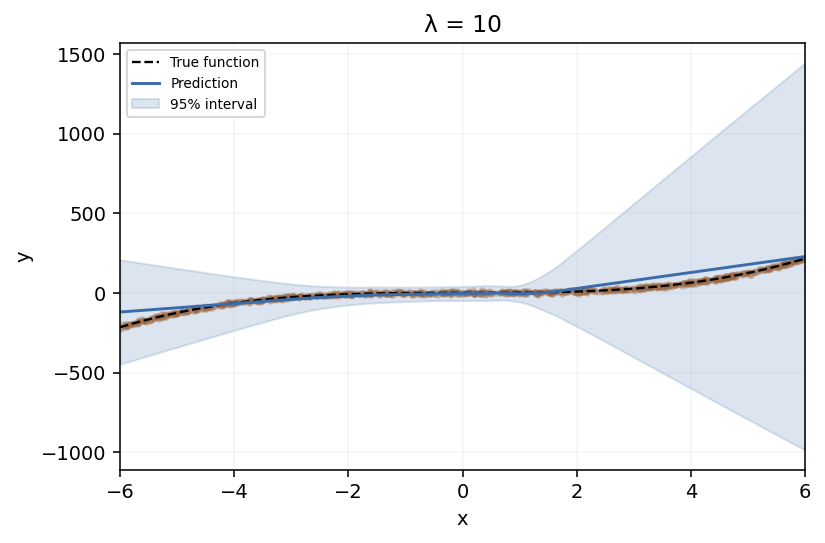 λ = 10
True function
Prediction
95% interval
1500
1000
500
0
−500
−1000
y
−6
−4
−2
0
2
4
6
x